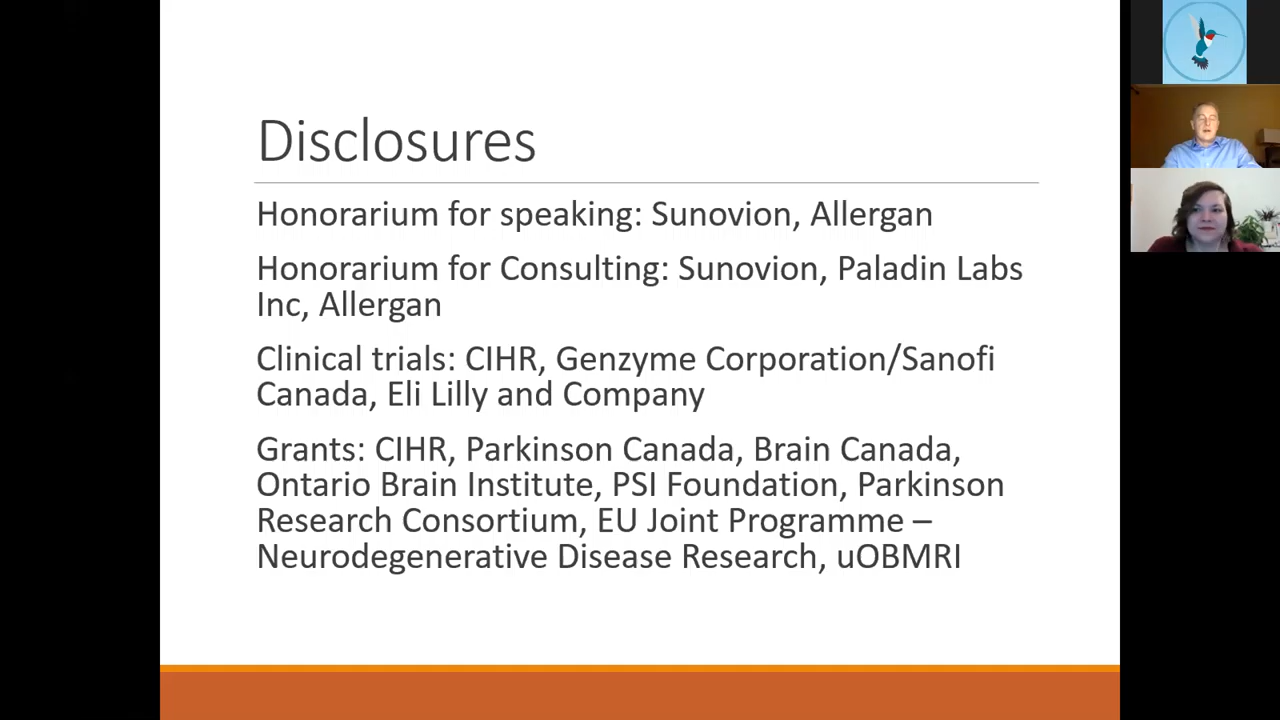 Disclosures
Honorarium for speaking: Sunovion, Allergan
Honorarium for Consulting: Sunovion, Paladin Labs
Inc, Allergan
Clinical trials: CIHR, Genzyme Corporation/Sanofi
Canada, Eli Lilly and Company
Grants: CIHR, Parkinson Canada, Brain Canada,
Ontario Brain Institute, PSI Foundation, Parkinson
Research Consortium, EU Joint Programme –
Neurodegenerative Disease Research, uOBMRI